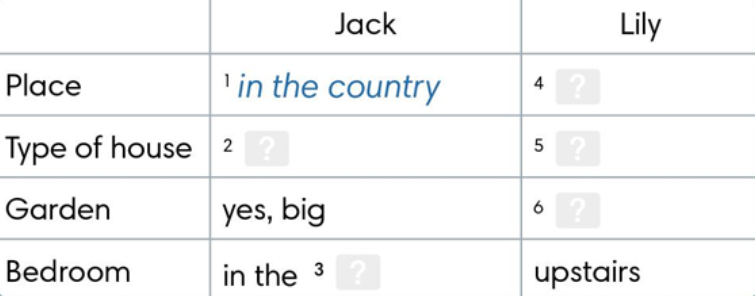 Jack Lily
Place ¹ in the country ⁴ ?
Type of house ² ? ⁵ ?
Garden yes, big ⁶ ?
Bedroom in the ³ ? upstairs